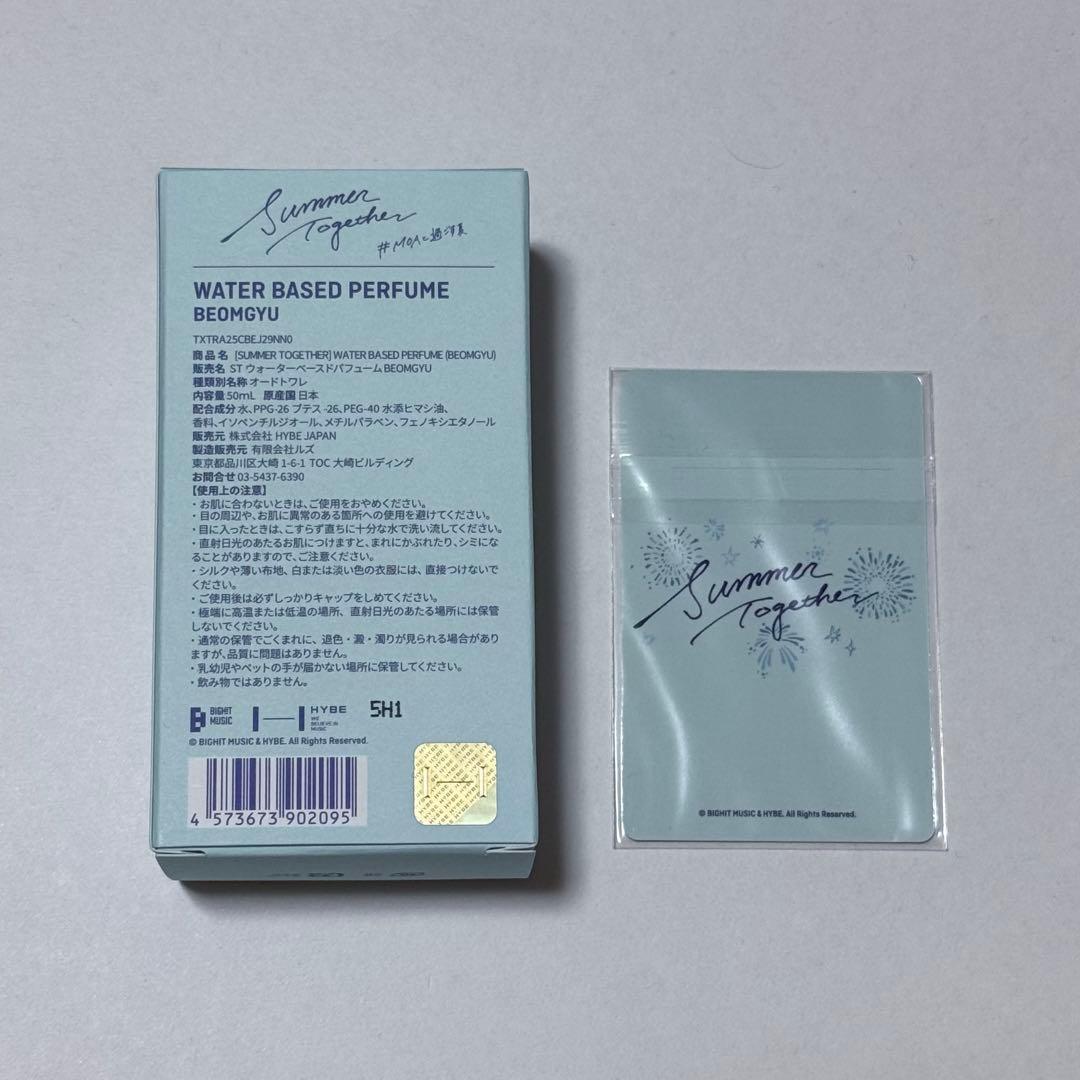 Summer
Together
#MOAと過ごす夏
WATER BASED PERFUME
BEOMGYU
TXTRA25CBEJ29NN0
商品名 [SUMMER TOGETHER] WATER BASED PERFUME (BEOMGYU)
販売名 ST ウォーターベースドパフューム BEOMGYU
種類別名称 オードトワレ
内容量 50mL 原産国 日本
配合成分 水、PPG-26 ブテス -26、PEG-40 水添ヒマシ油、
香料、イソペンチルジオール、メチルパラベン、フェノキシエタノール
販売元 株式会社 HYBE JAPAN
製造販売元 有限会社ルズ
東京都品川区大崎 1-6-1 TOC 大崎ビルディング
お問合せ 03-5437-6390
【使用上の注意】
・お肌に合わないときは、ご使用をおやめください。
・目の周辺や、お肌に異常のある箇所への使用を避けてください。
・目に入ったときは、こすらず直ちに十分な水で洗い流してください。
・直射日光のあたるお肌につけますと、まれにかぶれたり、シミにな
ることがありますので、ご注意ください。
・シルクや薄い布地、白または淡い色の衣服には、直接つけないで
ください。
・ご使用後は必ずしっかりキャップをしめてください。
・極端に高温または低温の場所、直射日光のあたる場所には保管
しないでください。
・通常の保管でごくまれに、退色・澱・濁りが見られる場合があり
ますが、品質に問題はありません。
・乳幼児やペットの手が届かない場所に保管してください。
・飲み物ではありません。
BIGHIT
MUSIC
HYBE
WE
BELIEVE IN
MUSIC
5H1
© BIGHIT MUSIC & HYBE. All Rights Reserved.
4 573673 902095
Summer
Together
© BIGHIT MUSIC & HYBE. All Rights Reserved.